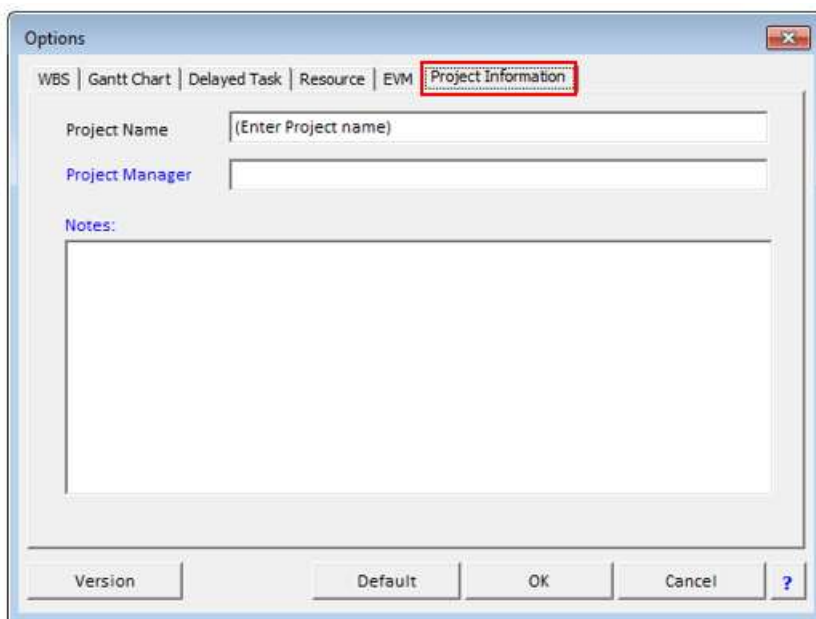 Options
WBS Gantt Chart Delayed Task Resource EVM Project Information
Project Name (Enter Project name)
Project Manager
Notes:
Version Default OK Cancel ?